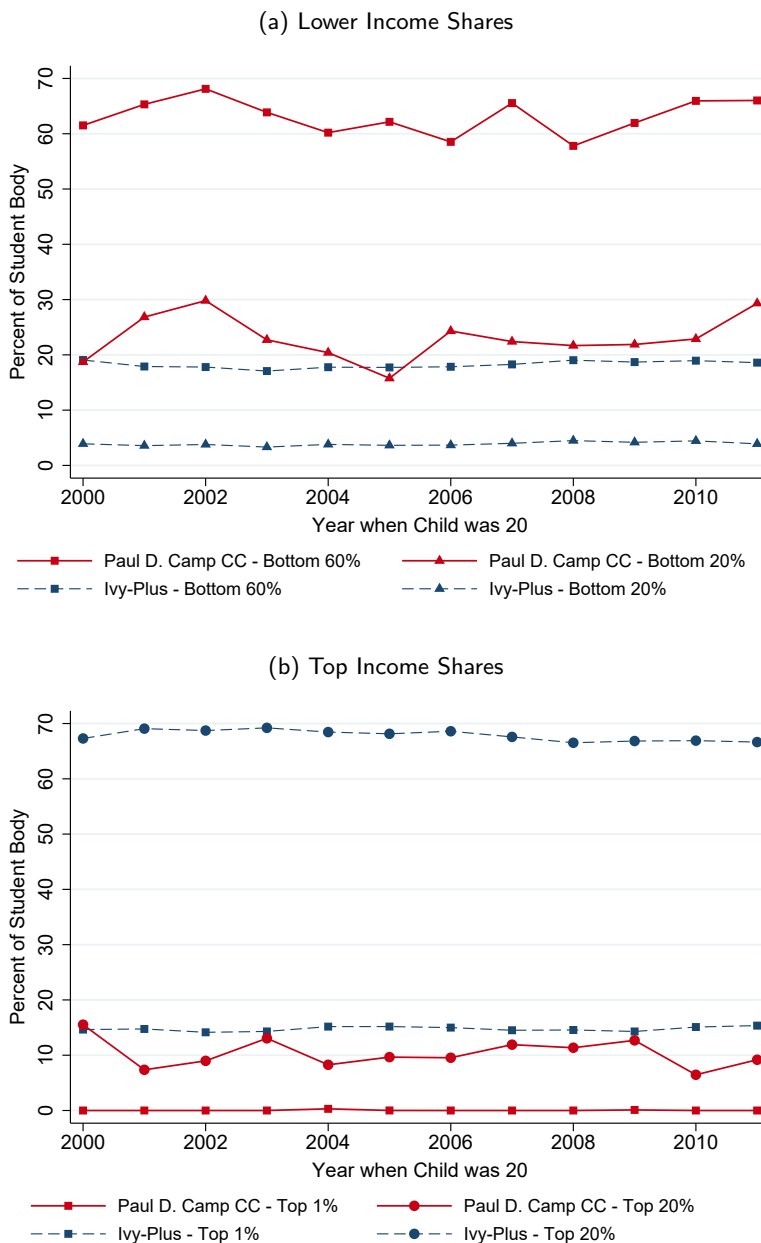 (a) Lower Income Shares
Percent of Student Body
70
60
50
40
30
20
10
0
2000 2002 2004 2006 2008 2010
Year when Child was 20
Paul D. Camp CC - Bottom 60% Paul D. Camp CC - Bottom 20%
Ivy-Plus - Bottom 60% Ivy-Plus - Bottom 20%
(b) Top Income Shares
Percent of Student Body
70
60
50
40
30
20
10
0
2000 2002 2004 2006 2008 2010
Year when Child was 20
Paul D. Camp CC - Top 1% Paul D. Camp CC - Top 20%
Ivy-Plus - Top 1% Ivy-Plus - Top 20%